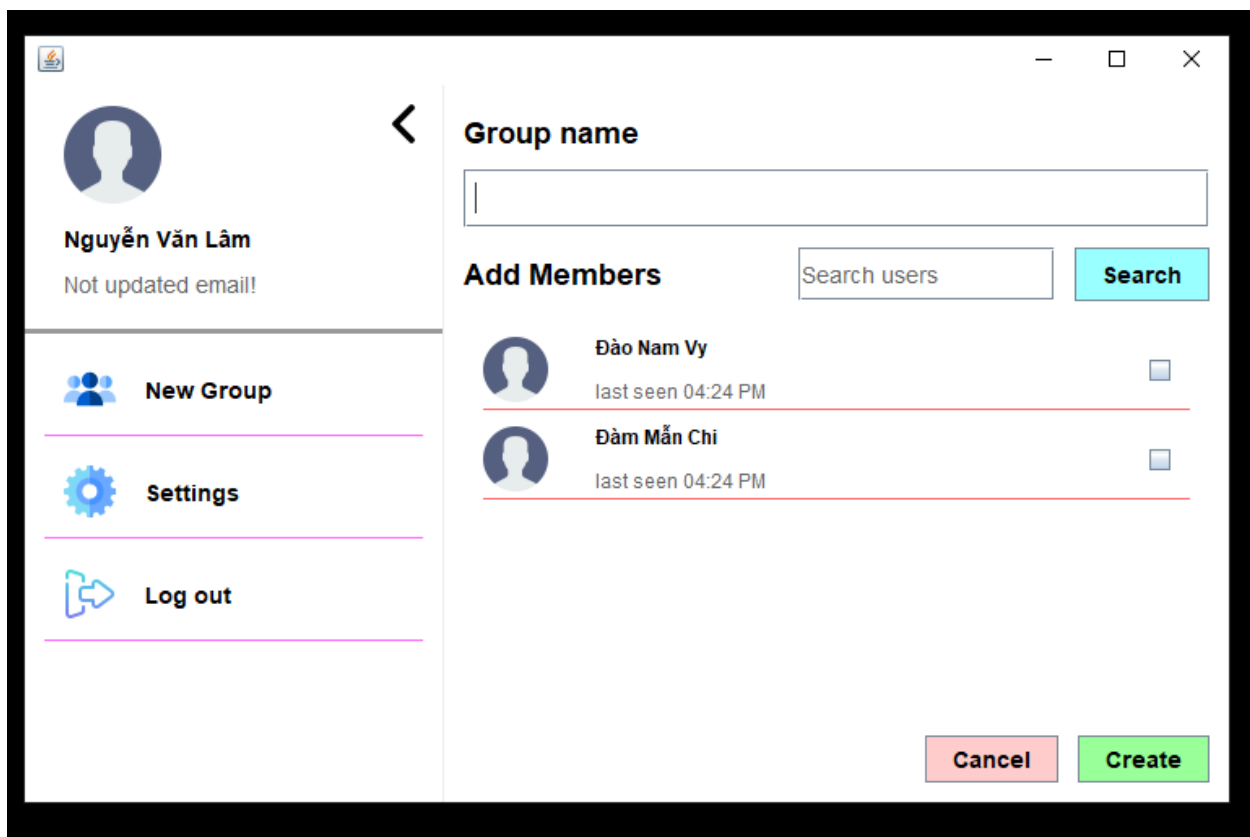 Nguyễn Văn Lâm
Not updated email!
New Group
Settings
Log out
Group name
Add Members
Search users
Search
Đào Nam Vy
last seen 04:24 PM
Đàm Mẫn Chi
last seen 04:24 PM
Cancel
Create